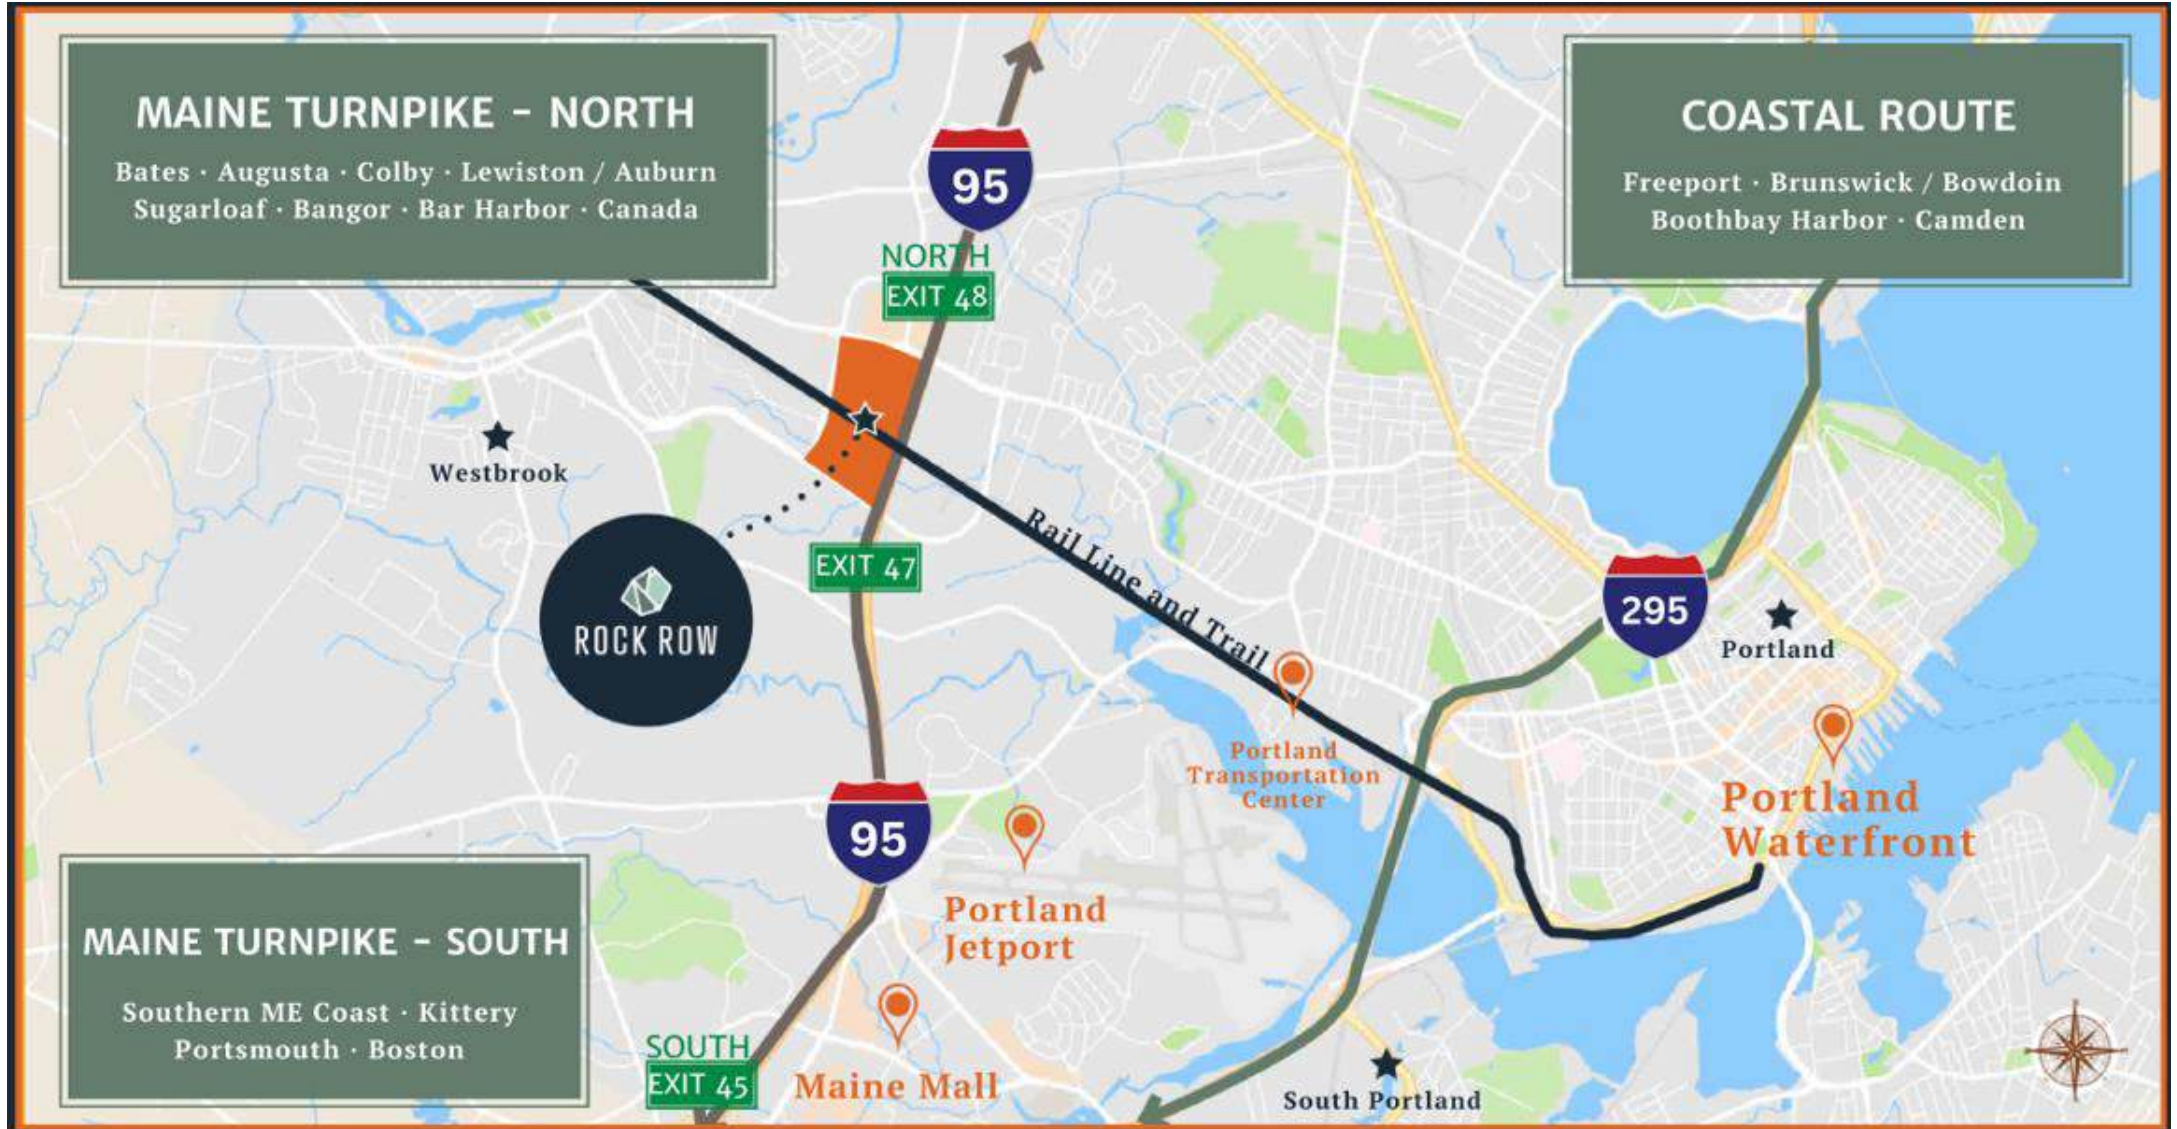 MAINE TURNPIKE - NORTH
Bates · Augusta · Colby · Lewiston / Auburn
Sugarloaf · Bangor · Bar Harbor · Canada
COASTAL ROUTE
Freeport · Brunswick / Bowdoin
Boothbay Harbor · Camden
95
NORTH
EXIT 48
Westbrook
ROCK ROW
EXIT 47
Rail Line and Trail
295
Portland
Portland
Transportation
Center
Portland
Waterfront
95
Portland
Jetport
MAINE TURNPIKE - SOUTH
Southern ME Coast · Kittery
Portsmouth · Boston
SOUTH
EXIT 45
Maine Mall
South Portland